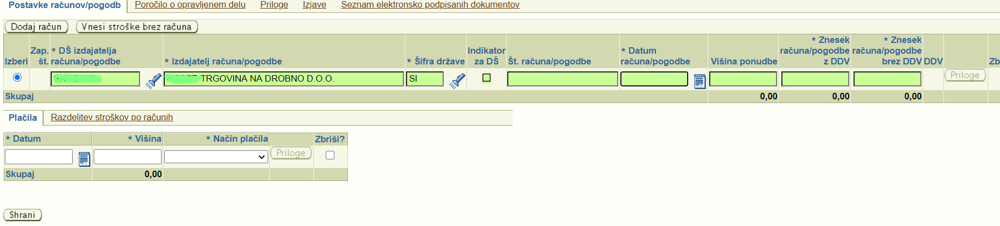 Postavke računov/pogodb Poročilo o opravljenem delu Priloge Izjave Seznam elektronsko podpisanih dokumentov
Dodaj račun Vnesi stroške brez računa
Izberi Zap. št. * DŠ izdajatelja računa/pogodbe * Izdajatelj računa/pogodbe * Šifra države Indikator za DŠ Št. računa/pogodbe * Datum računa/pogodbe Višina ponudbe * Znesek računa/pogodbe z DDV * Znesek računa/pogodbe brez DDV DDV Zb
TRGOVINA NA DROBNO D.O.O. SI Priloge
Skupaj 0,00 0,00 0,00
Plačila Razdelitev stroškov po računih
* Datum * Višina * Način plačila Zbriši?
Priloge
Skupaj 0,00
Shrani